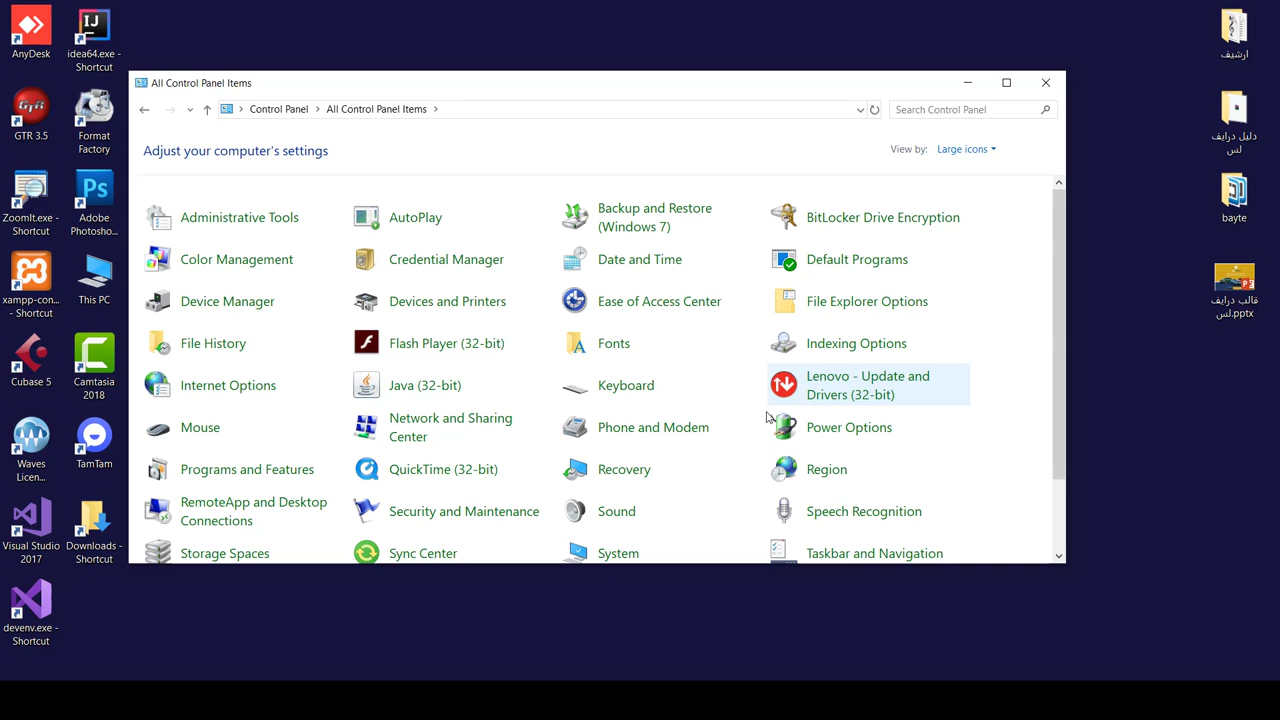 AnyDesk
idea64.exe -
Shortcut
GTR 3.5
Format
Factory
ZoomIt.exe -
Shortcut
Adobe
Photosho...
xampp-con...
- Shortcut
This PC
Cubase 5
Camtasia
2018
Waves
Licen...
TamTam
Visual Studio
2017
Downloads -
Shortcut
devenv.exe -
Shortcut
All Control Panel Items
Control Panel
All Control Panel Items
Search Control Panel
Adjust your computer's settings
View by:
Large icons
Administrative Tools
AutoPlay
Backup and Restore
(Windows 7)
BitLocker Drive Encryption
Color Management
Credential Manager
Date and Time
Default Programs
Device Manager
Devices and Printers
Ease of Access Center
File Explorer Options
File History
Flash Player (32-bit)
Fonts
Indexing Options
Internet Options
Java (32-bit)
Keyboard
Lenovo - Update and
Drivers (32-bit)
Mouse
Network and Sharing
Center
Phone and Modem
Power Options
Programs and Features
QuickTime (32-bit)
Recovery
Region
RemoteApp and Desktop
Connections
Security and Maintenance
Sound
Speech Recognition
Storage Spaces
Sync Center
System
Taskbar and Navigation
ارشيف
دليل درايف
لس
bayte
قالب درايف
لس.pptx